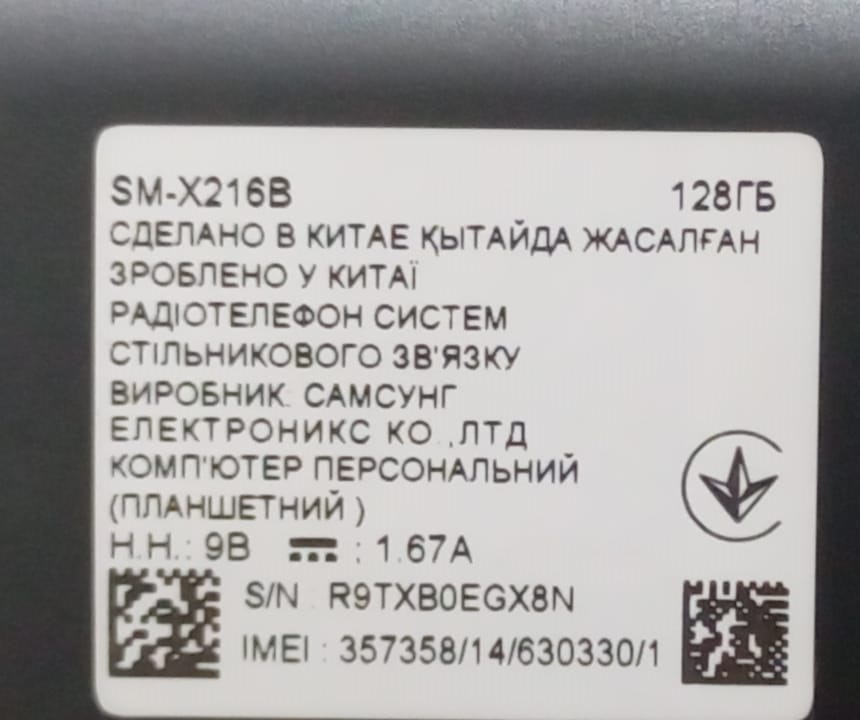 SM-X216B 128ГБ
СДЕЛАНО В КИТАЕ ҚЫТАЙДА ЖАСАЛҒАН
ЗРОБЛЕНО У КИТАЇ
РАДІОТЕЛЕФОН СИСТЕМ
СТІЛЬНИКОВОГО ЗВ'ЯЗКУ
ВИРОБНИК: САМСУНГ
ЕЛЕКТРОНИКС КО.,ЛТД
КОМП'ЮТЕР ПЕРСОНАЛЬНИЙ
(ПЛАНШЕТНИЙ )
Н.Н.: 9В ⎓ ; 1.67А
S/N : R9TXB0EGX8N
IMEI : 357358/14/630330/1